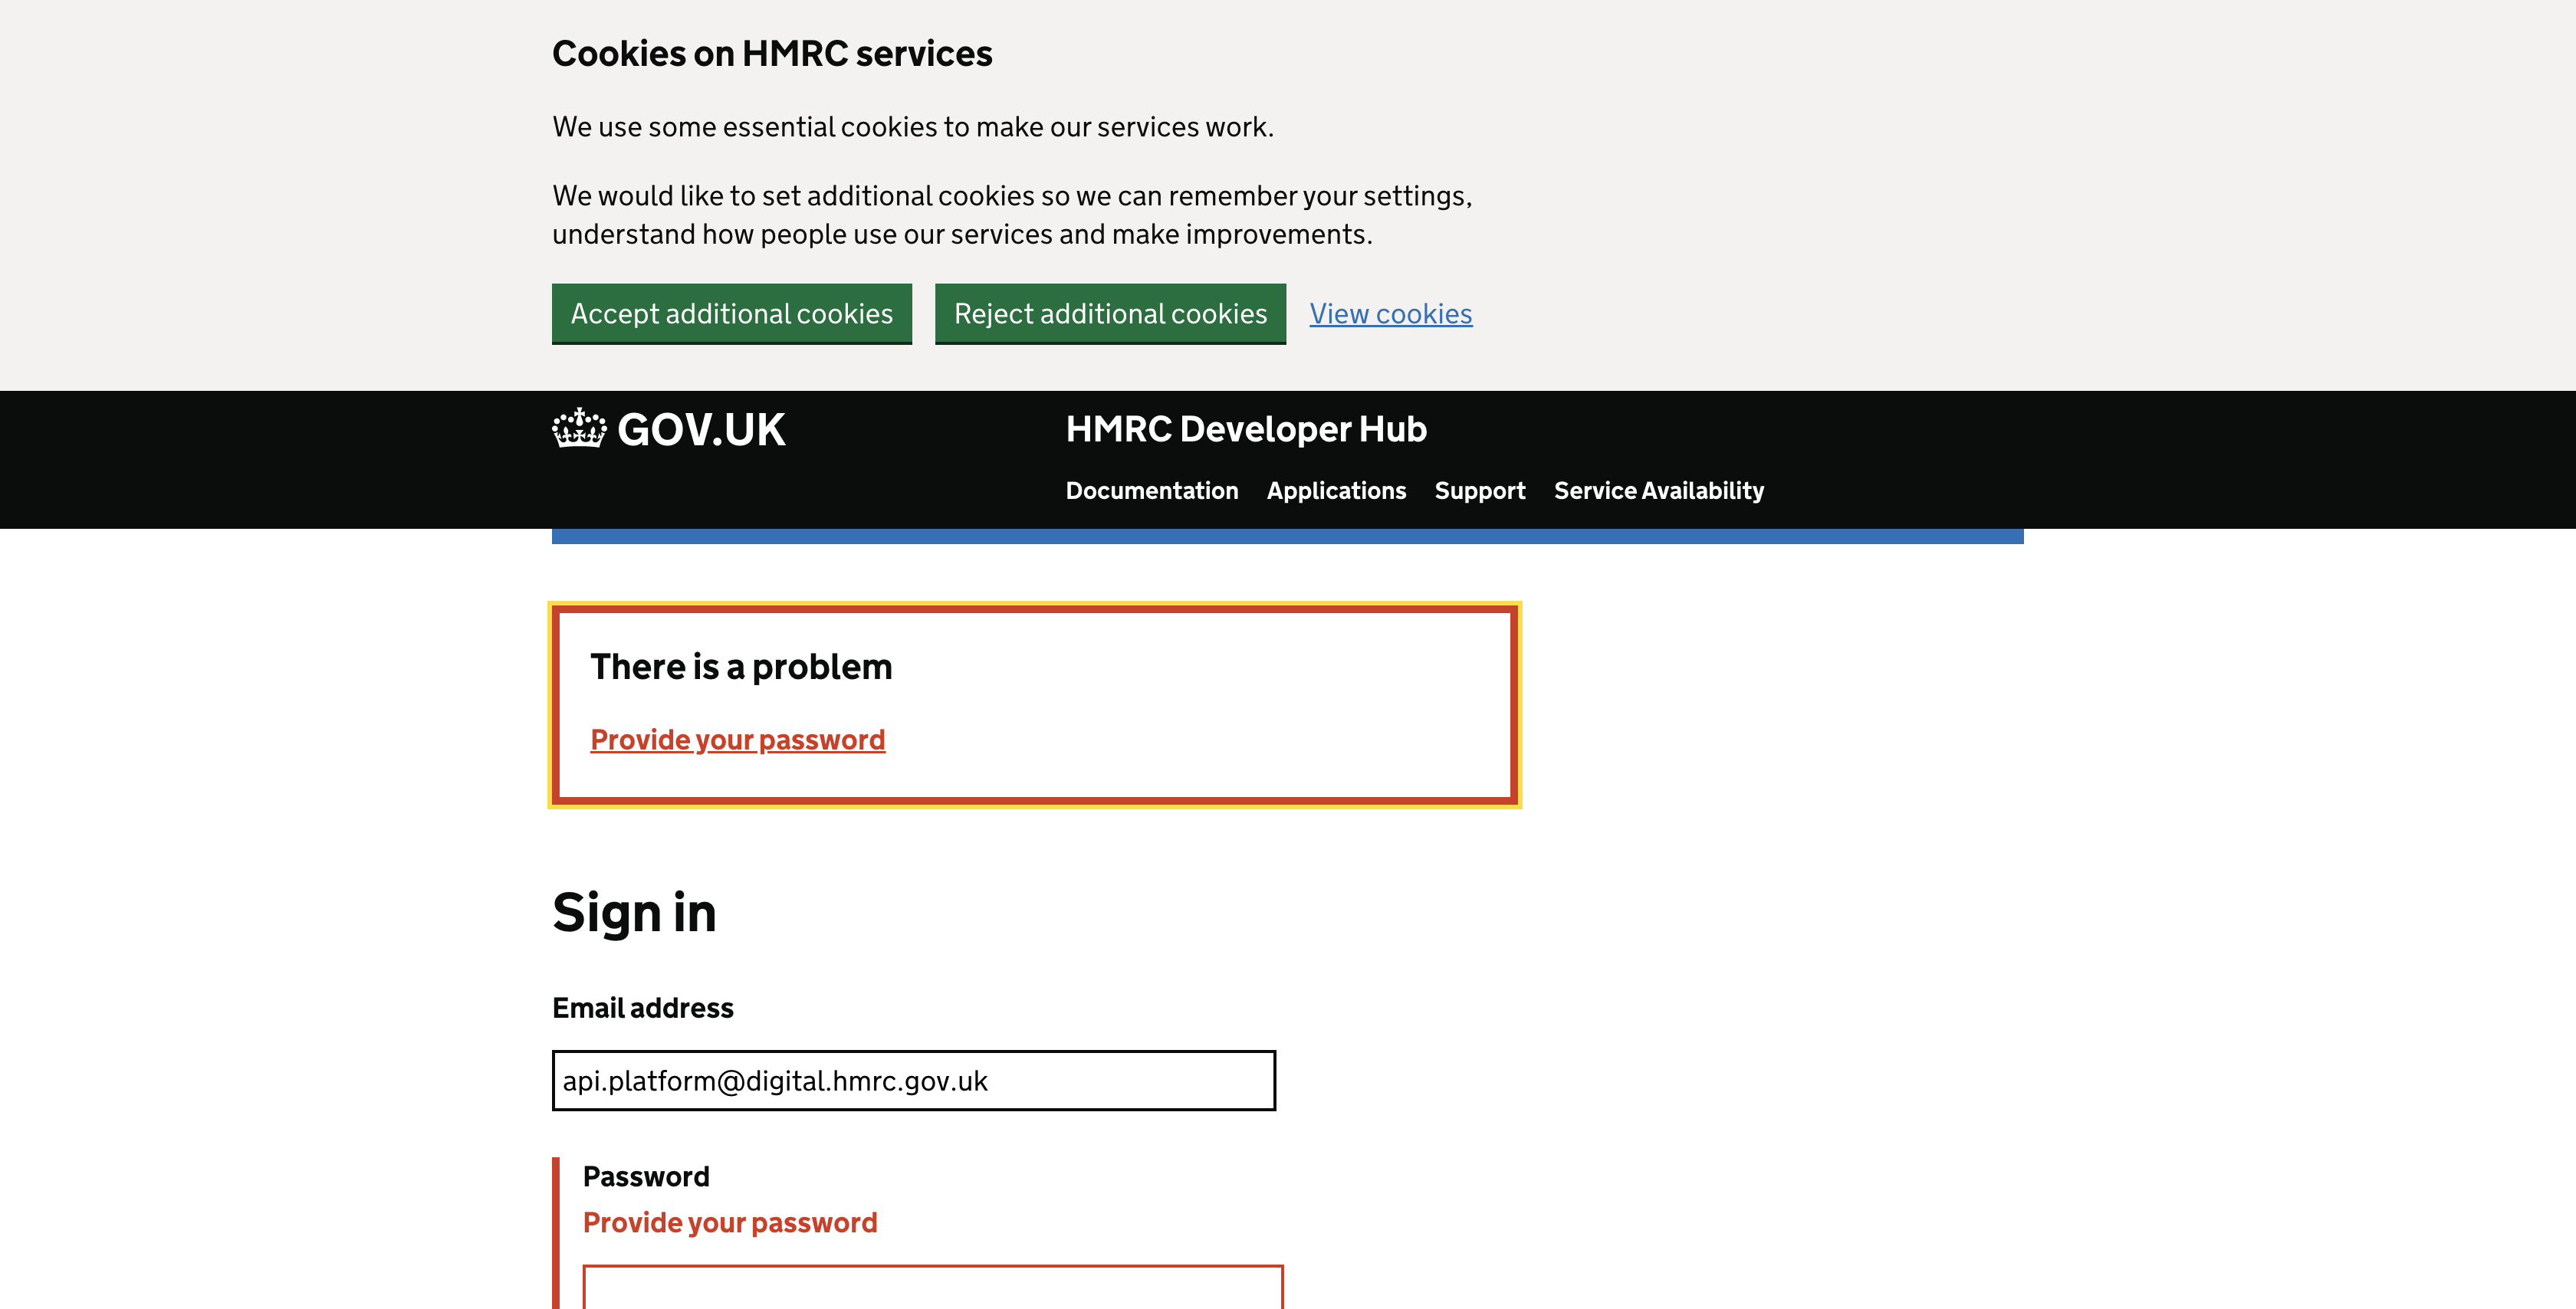 Cookies on HMRC services
We use some essential cookies to make our services work.
We would like to set additional cookies so we can remember your settings,
understand how people use our services and make improvements.
Accept additional cookies
Reject additional cookies
View cookies
GOV.UK
HMRC Developer Hub
Documentation Applications Support Service Availability
There is a problem
Provide your password
Sign in
Email address
api.platform@digital.hmrc.gov.uk
Password
Provide your password